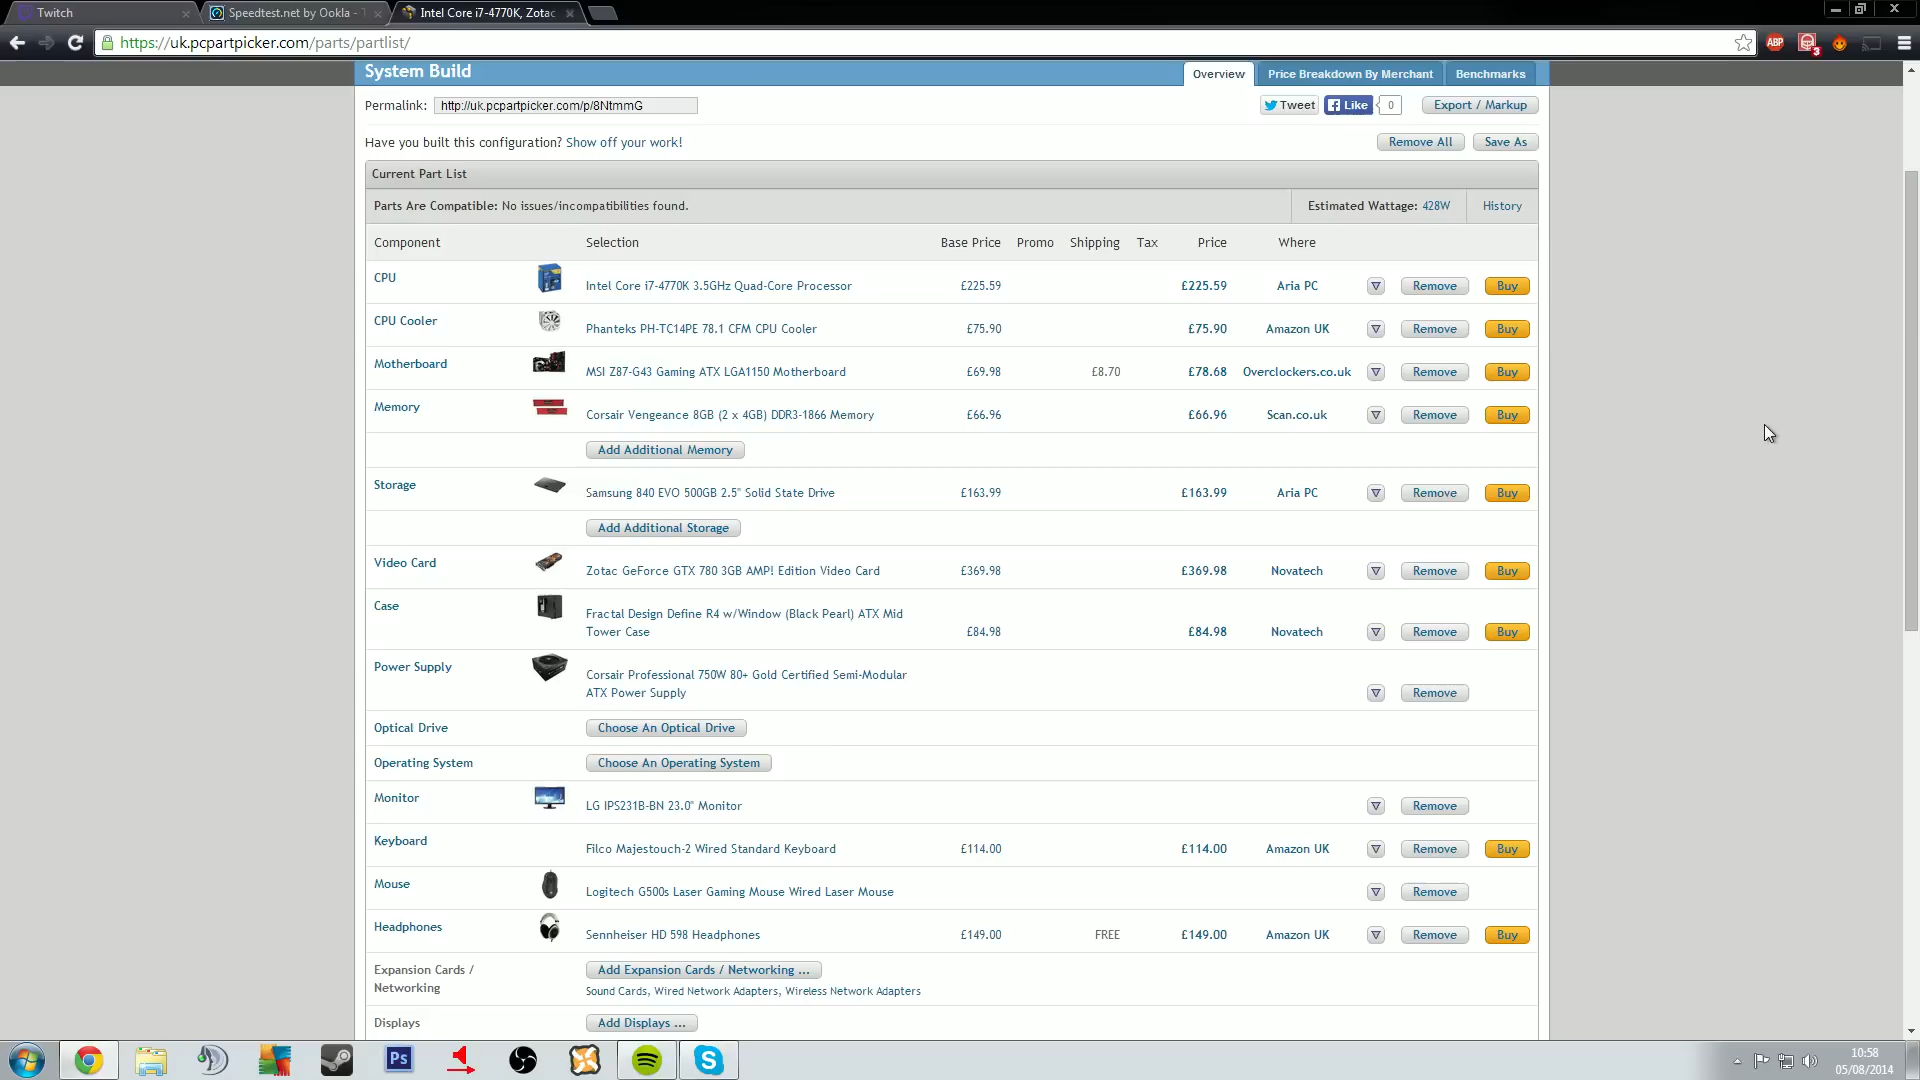 Twitch
Speedtest.net by Ookla - T
Intel Core i7-4770K, Zotac
https://uk.pcpartpicker.com/parts/partlist/
ABP
3
System Build
Overview
Price Breakdown By Merchant
Benchmarks
Permalink: http://uk.pcpartpicker.com/p/8NtmmG
Tweet
Like
0
Export / Markup
Have you built this configuration? Show off your work!
Remove All
Save As
Current Part List
Parts Are Compatible: No issues/incompatibilities found.
Estimated Wattage: 428W
History
Component Selection Base Price Promo Shipping Tax Price Where
CPU Intel Core i7-4770K 3.5GHz Quad-Core Processor £225.59 £225.59 Aria PC Remove Buy
CPU Cooler Phanteks PH-TC14PE 78.1 CFM CPU Cooler £75.90 £75.90 Amazon UK Remove Buy
Motherboard MSI Z87-G43 Gaming ATX LGA1150 Motherboard £69.98 £8.70 £78.68 Overclockers.co.uk Remove Buy
Memory Corsair Vengeance 8GB (2 x 4GB) DDR3-1866 Memory £66.96 £66.96 Scan.co.uk Remove Buy
Add Additional Memory
Storage Samsung 840 EVO 500GB 2.5" Solid State Drive £163.99 £163.99 Aria PC Remove Buy
Add Additional Storage
Video Card Zotac GeForce GTX 780 3GB AMP! Edition Video Card £369.98 £369.98 Novatech Remove Buy
Case Fractal Design Define R4 w/Window (Black Pearl) ATX Mid
Tower Case £84.98 £84.98 Novatech Remove Buy
Power Supply Corsair Professional 750W 80+ Gold Certified Semi-Modular
ATX Power Supply Remove
Optical Drive Choose An Optical Drive
Operating System Choose An Operating System
Monitor LG IPS231B-BN 23.0" Monitor Remove
Keyboard Filco Majestouch-2 Wired Standard Keyboard £114.00 £114.00 Amazon UK Remove Buy
Mouse Logitech G500s Laser Gaming Mouse Wired Laser Mouse Remove
Headphones Sennheiser HD 598 Headphones £149.00 FREE £149.00 Amazon UK Remove Buy
Expansion Cards / Add Expansion Cards / Networking ...
Networking Sound Cards, Wired Network Adapters, Wireless Network Adapters
Displays Add Displays ...
Ps
10:58
05/08/2014